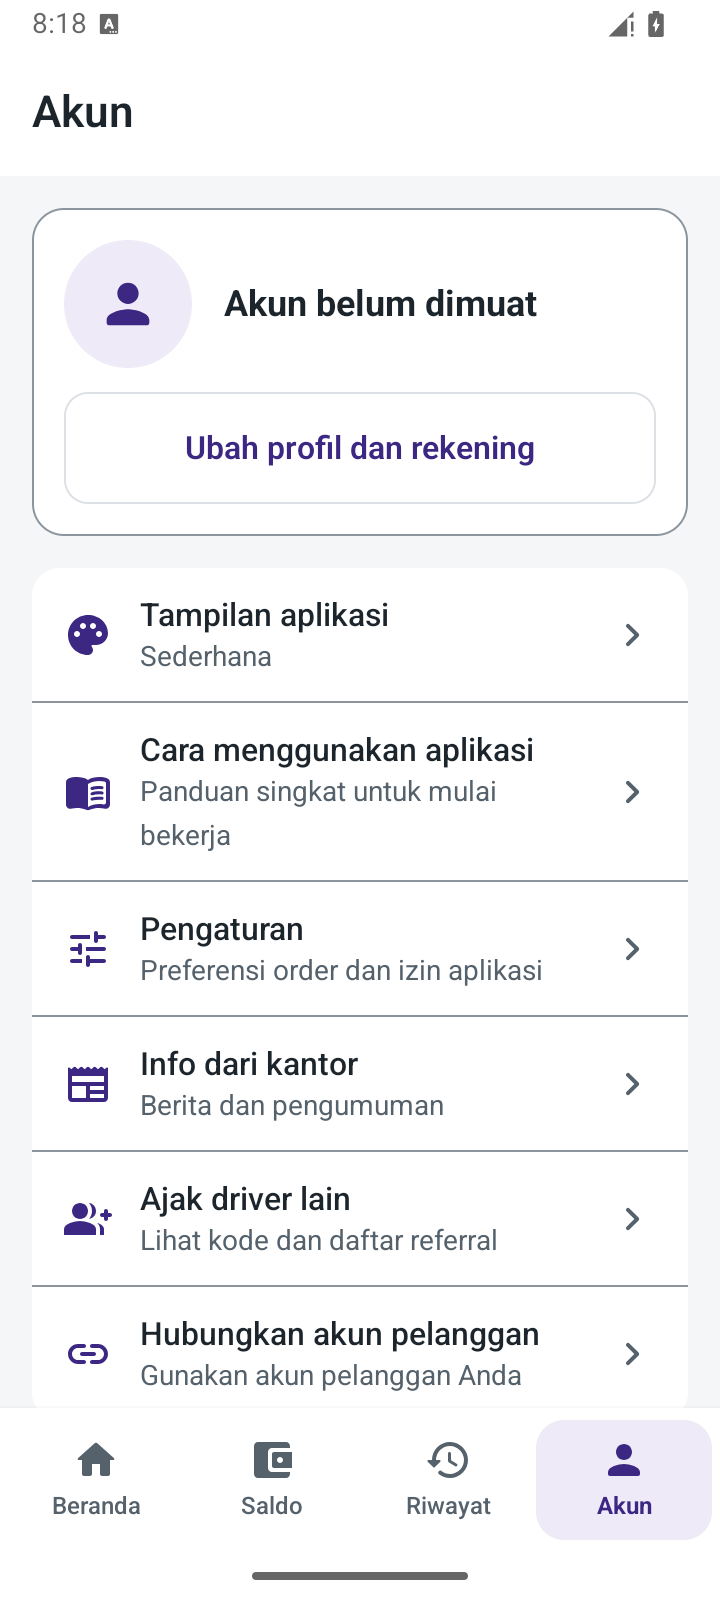 8:18
Akun
Akun belum dimuat
Ubah profil dan rekening
Tampilan aplikasi
Sederhana
Cara menggunakan aplikasi
Panduan singkat untuk mulai
bekerja
Pengaturan
Preferensi order dan izin aplikasi
Info dari kantor
Berita dan pengumuman
Ajak driver lain
Lihat kode dan daftar referral
Hubungkan akun pelanggan
Gunakan akun pelanggan Anda
Beranda
Saldo
Riwayat
Akun